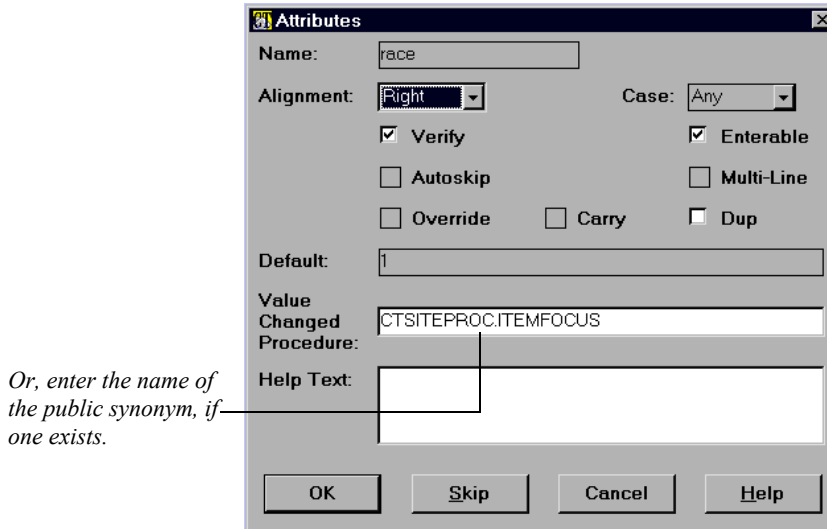 Attributes
Name: race
Alignment: Right Case: Any
Verify Enterable
Autoskip Multi-Line
Override Carry Dup
Default: 1
Value
Changed
Procedure: CTSITEPROC.ITEMFOCUS
Help Text:
Or, enter the name of
the public synonym, if
one exists.
OK Skip Cancel Help